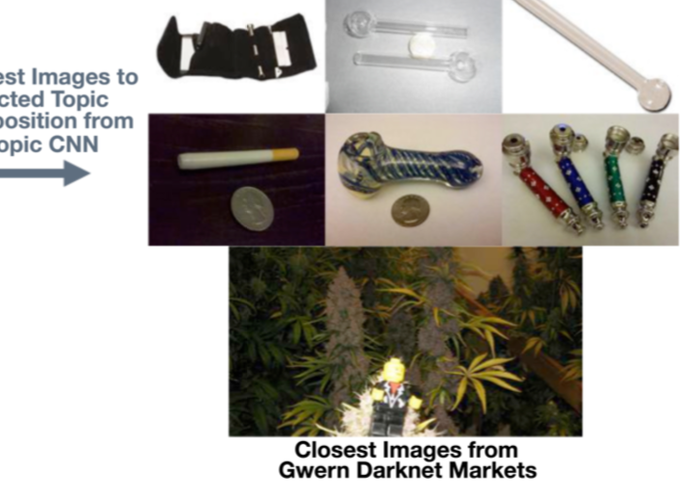 est Images to
cted Topic
position from
opic CNN
Closest Images from
Gwern Darknet Markets